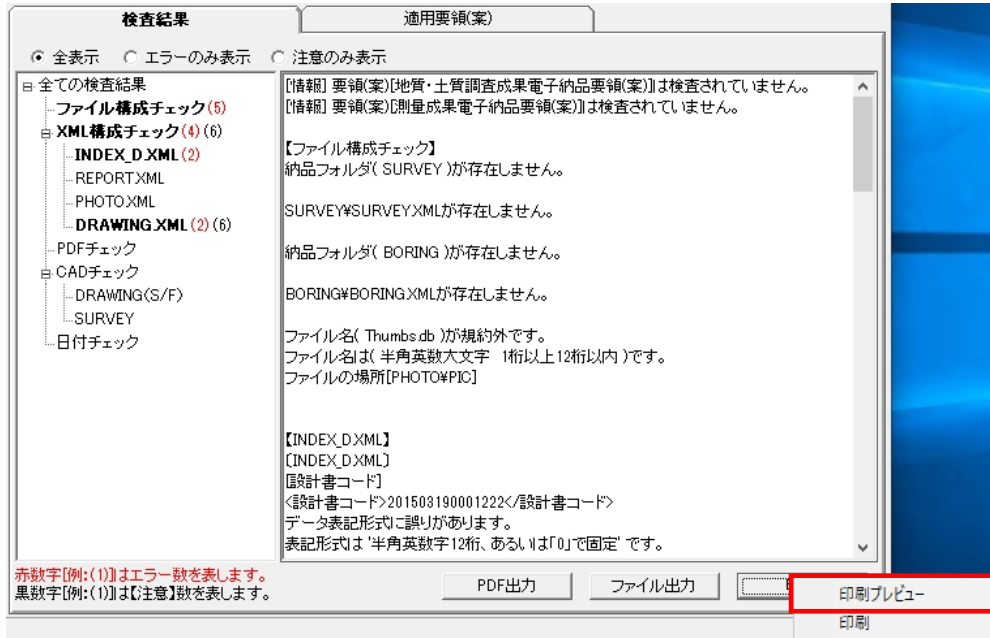 検査結果
適用要領(案)
全表示 エラーのみ表示 注意のみ表示
全ての検査結果
ファイル構成チェック(5)
XML構成チェック(4)(6)
INDEX_D.XML(2)
REPORT.XML
PHOTO.XML
DRAWING.XML(2)(6)
PDFチェック
CADチェック
DRAWING(S/F)
SURVEY
日付チェック
[情報] 要領(案)[地質・土質調査成果電子納品要領(案)]は検査されていません。
[情報] 要領(案)[測量成果電子納品要領(案)]は検査されていません。
【ファイル構成チェック】
納品フォルダ( SURVEY )が存在しません。
SURVEY¥SURVEY.XMLが存在しません。
納品フォルダ( BORING )が存在しません。
BORING¥BORING.XMLが存在しません。
ファイル名( Thumbs.db )が規約外です。
ファイル名は( 半角英数大文字 1桁以上12桁以内 )です。
ファイルの場所[PHOTO¥PIC]
【INDEX_D.XML】
〔INDEX_D.XML〕
[設計書コード]
<設計書コード>201503190001222</設計書コード>
データ表記形式に誤りがあります。
表記形式は '半角英数字12桁、あるいは「0」で固定' です。
赤数字[例:(1)]はエラー数を表します。
黒数字[例:(1)]は【注意】数を表します。
PDF出力
ファイル出力
印刷プレビュー
印刷